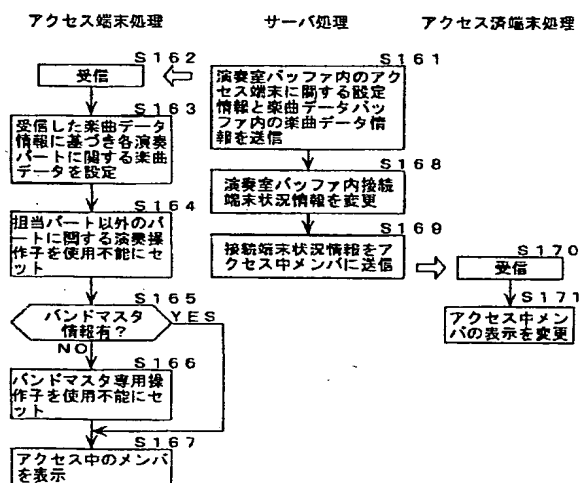 アクセス端末処理
サーバ処理
アクセス済端末処理
S162
受信
S161
演奏室バッファ内のアク
セス端末に関する設定
情報と楽曲データバッ
ファ内の楽曲データ情
報を送信
S163
受信した楽曲データ
情報に基づき各演奏
パートに関する楽曲
データを設定
S168
演奏室バッファ内接続
端末状況情報を変更
S164
担当パート以外のパ
ートに関する演奏操
作子を使用不能にセ
ット
S169
接続端末状況情報をア
クセス中メンバに送信
S170
受信
S171
アクセス中メン
バの表示を変更
S165
バンドマスタ
情報有?
YES
NO
S166
バンドマスタ専用操
作子を使用不能にセ
ット
S167
アクセス中のメンバ
を表示